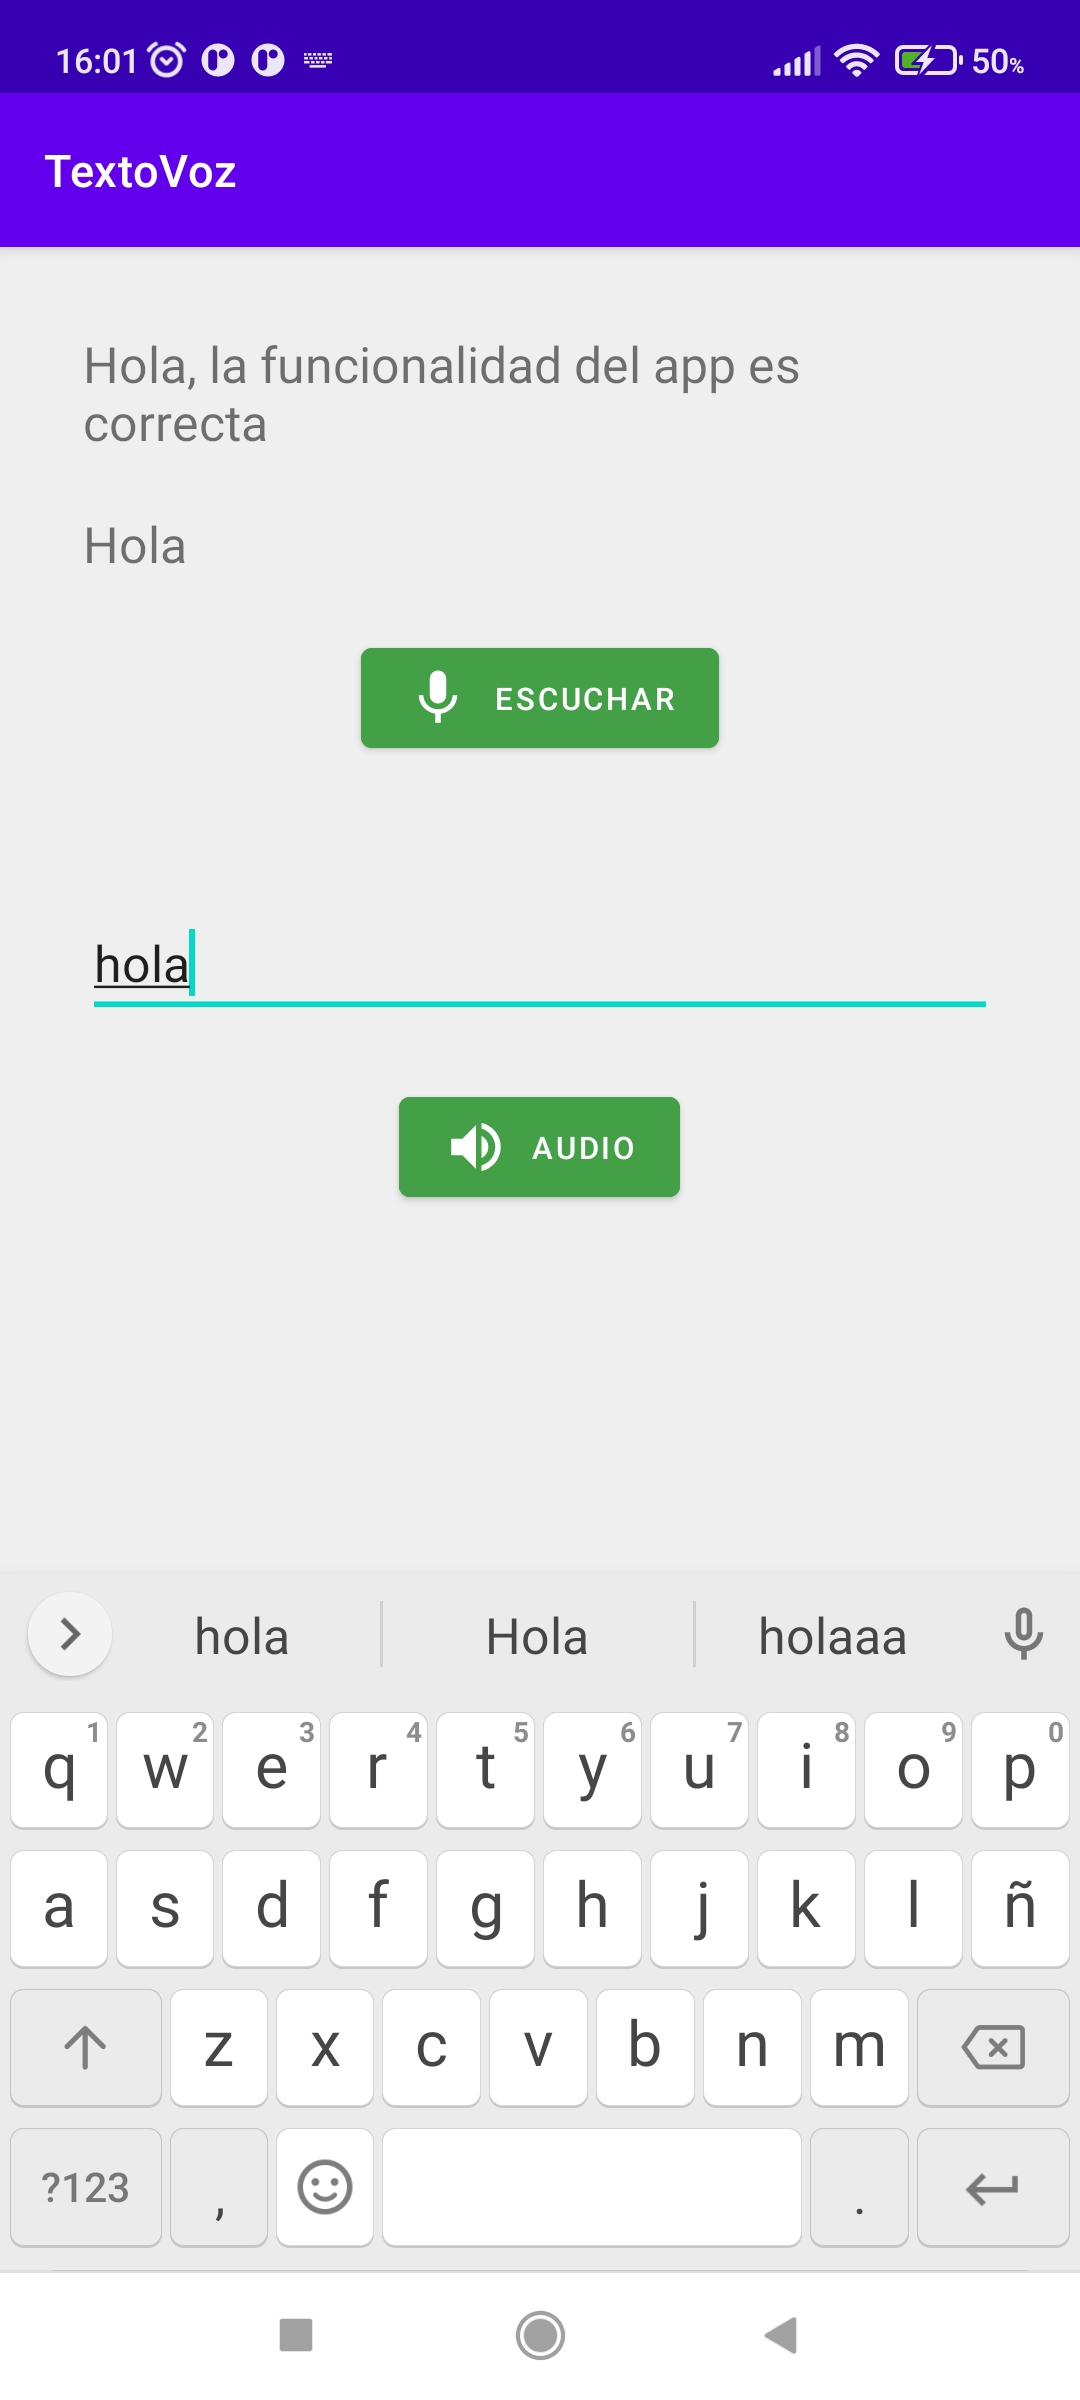 16:01 50%
TextoVoz
Hola, la funcionalidad del app es
correcta
Hola
ESCUCHAR
hola
AUDIO
hola Hola holaaa
q1 w2 e3 r4 t5 y6 u7 i8 o9 p0
a s d f g h j k l ñ
z x c v b n m
?123 , .